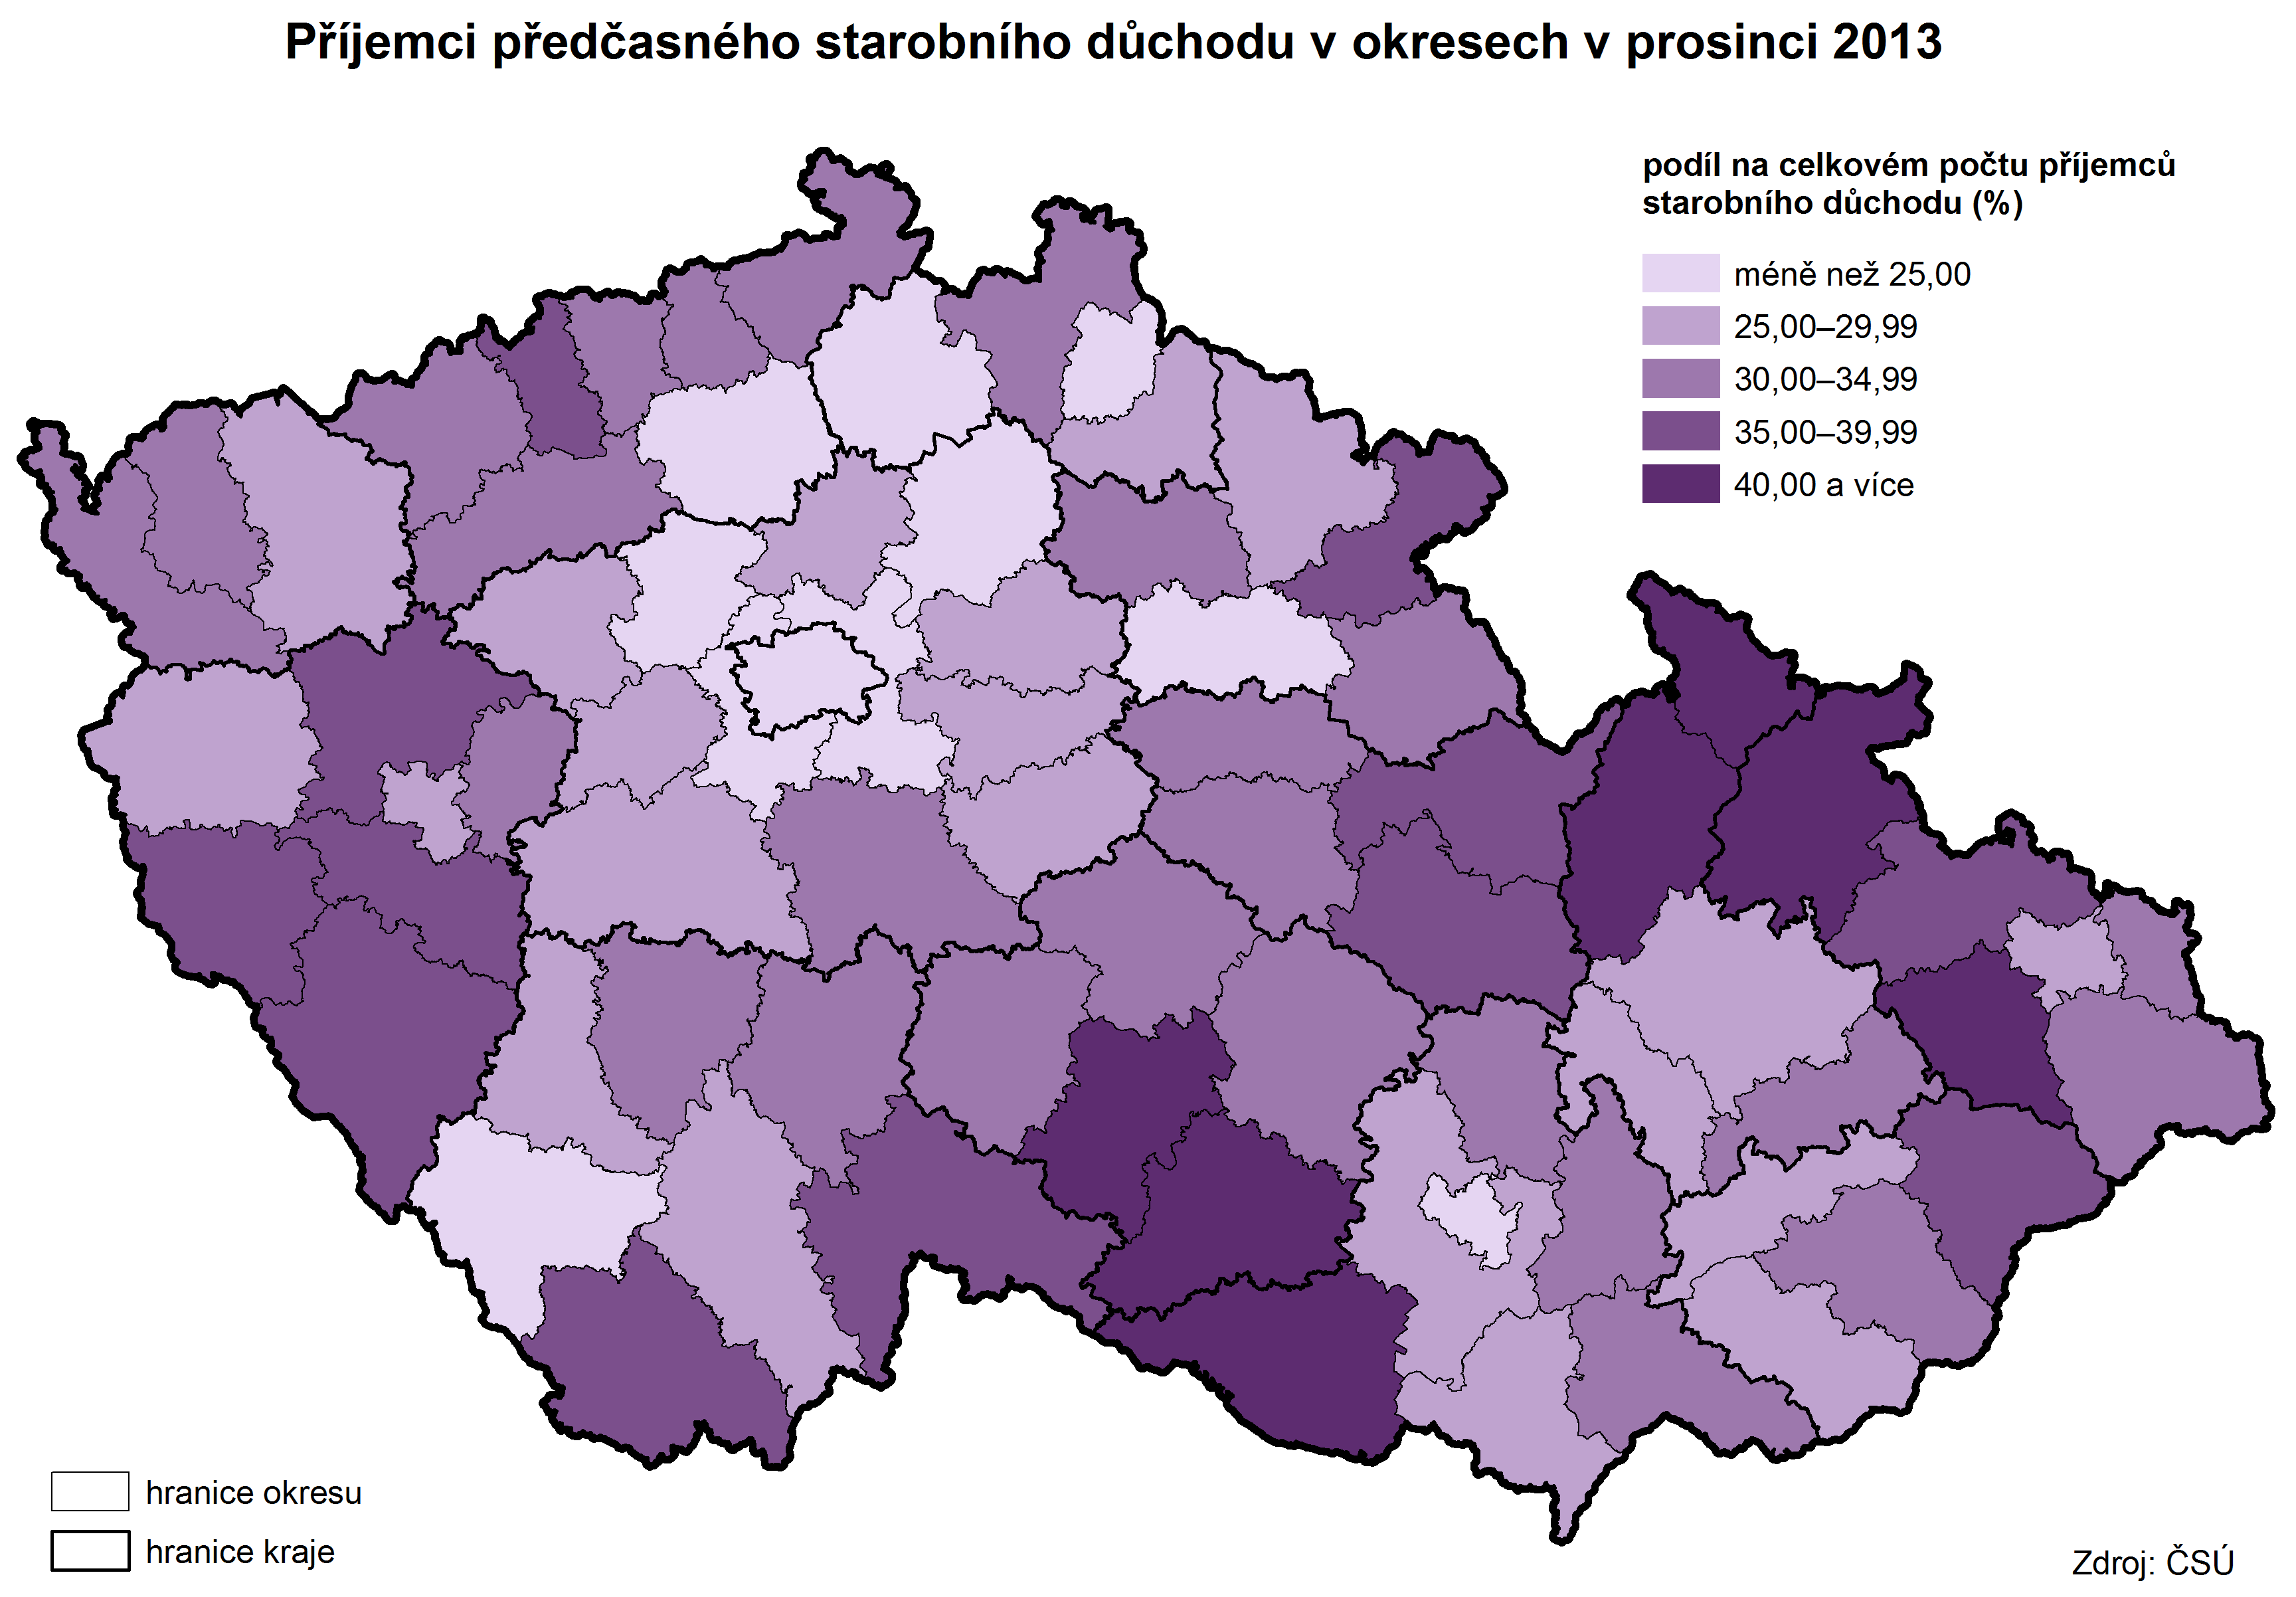 Příjemci předčasného starobního důchodu v okresech v prosinci 2013
podíl na celkovém počtu příjemců
starobního důchodu (%)
méně než 25,00
25,00–29,99
30,00–34,99
35,00–39,99
40,00 a více
hranice okresu
hranice kraje
Zdroj: ČSÚ